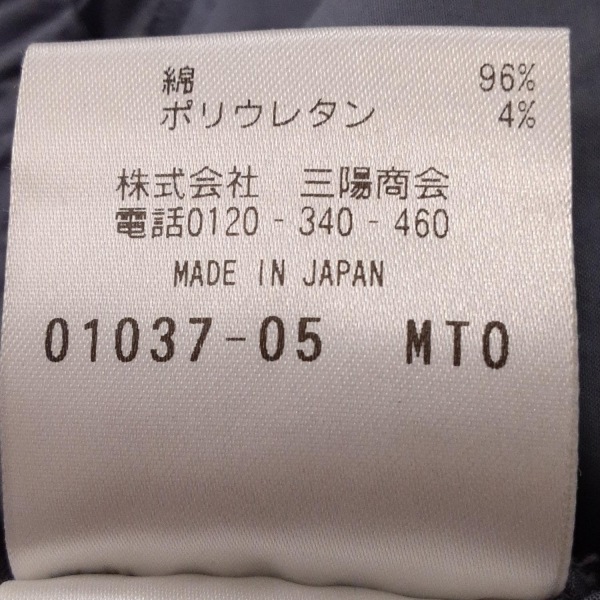 綿 96%
ポリウレタン 4%
株式会社 三陽商会
電話0120-340-460
MADE IN JAPAN
01037-05 MTO